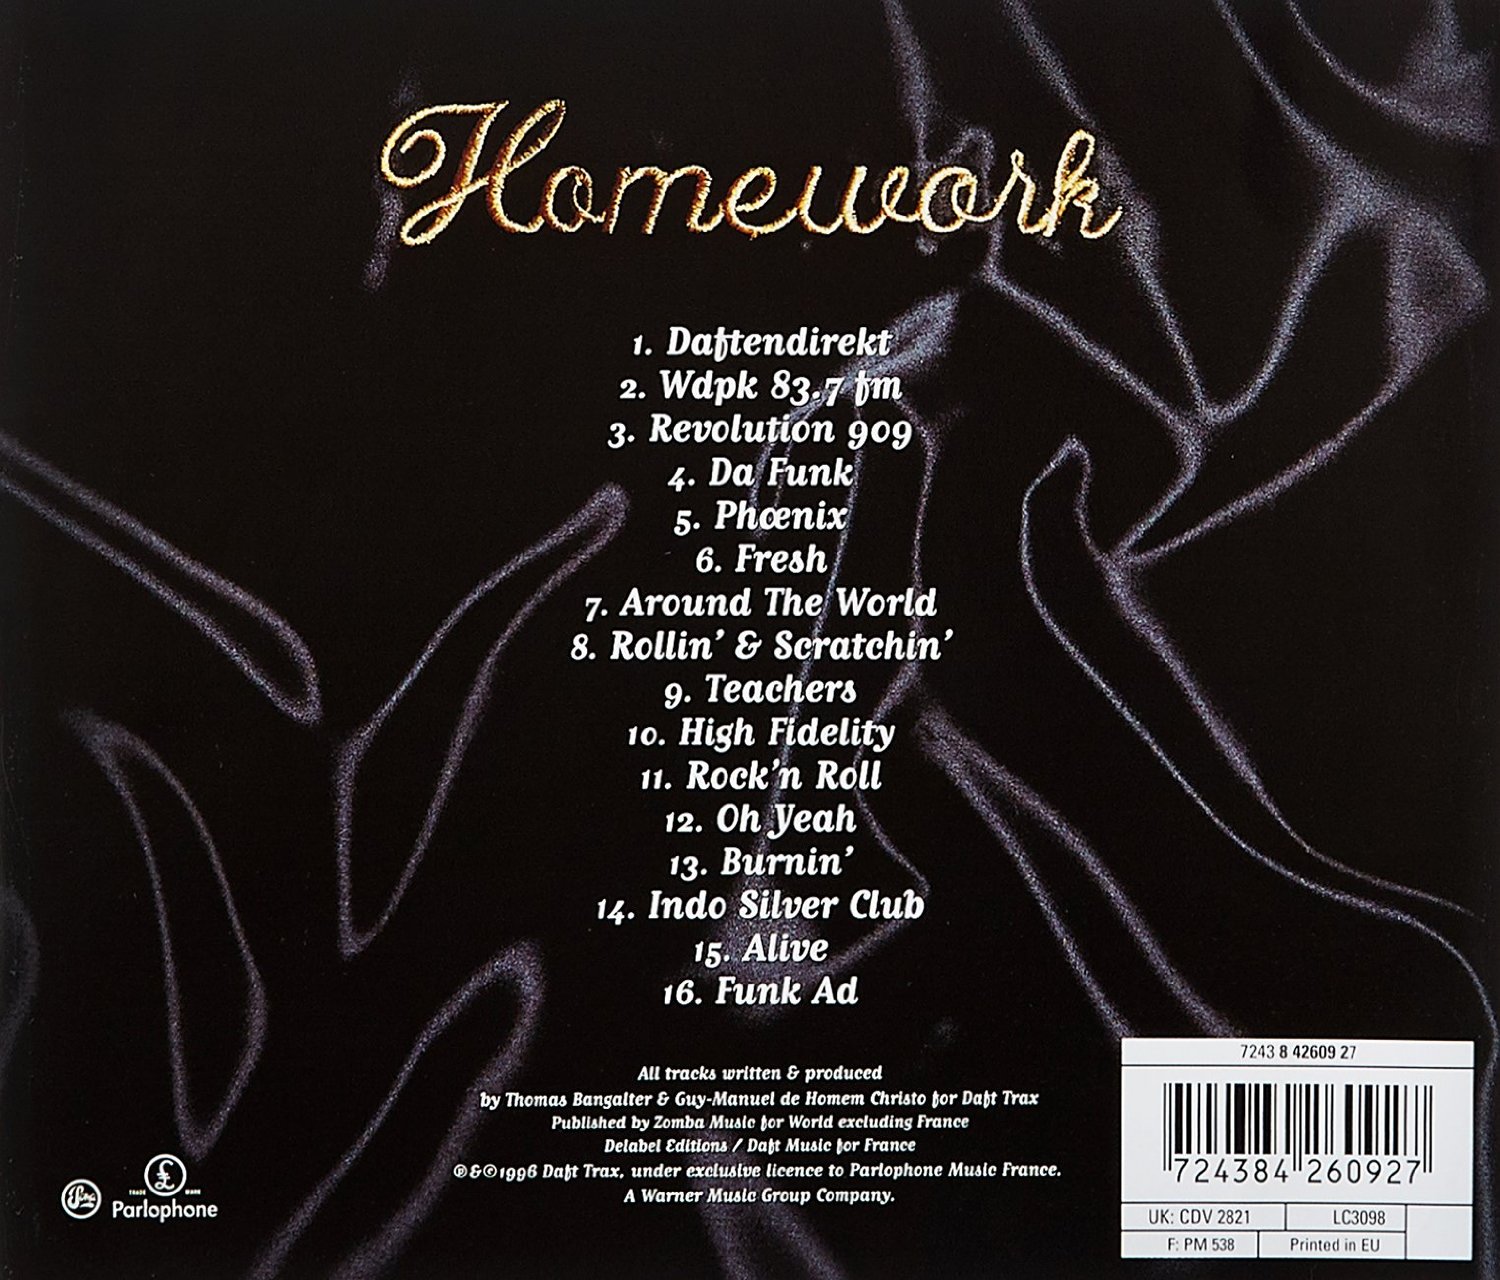 Homework
1. Daftendirekt
2. Wdpk 83.7 fm
3. Revolution 909
4. Da Funk
5. Phœnix
6. Fresh
7. Around The World
8. Rollin' & Scratchin'
9. Teachers
10. High Fidelity
11. Rock'n Roll
12. Oh Yeah
13. Burnin'
14. Indo Silver Club
15. Alive
16. Funk Ad
All tracks written & produced
by Thomas Bangalter & Guy-Manuel de Homem Christo for Daft Trax
Published by Zomba Music for World excluding France
Delabel Editions / Daft Music for France
℗&©1996 Daft Trax, under exclusive licence to Parlophone Music France.
A Warner Music Group Company.
£
TRADE MARK
Parlophone
7243 8 42609 27
724384 260927
UK: CDV 2821
LC3098
F: PM 538
Printed in EU